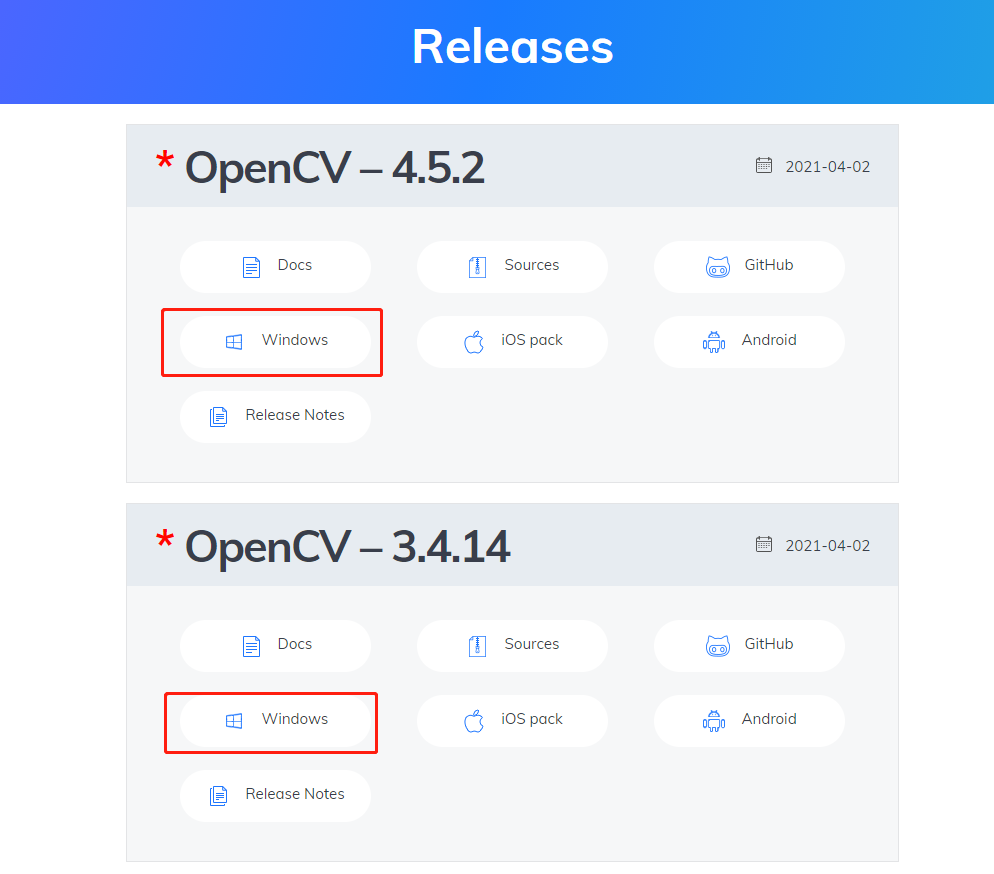 Releases
* OpenCV – 4.5.2 2021-04-02
Docs Sources GitHub
Windows iOS pack Android
Release Notes
* OpenCV – 3.4.14 2021-04-02
Docs Sources GitHub
Windows iOS pack Android
Release Notes